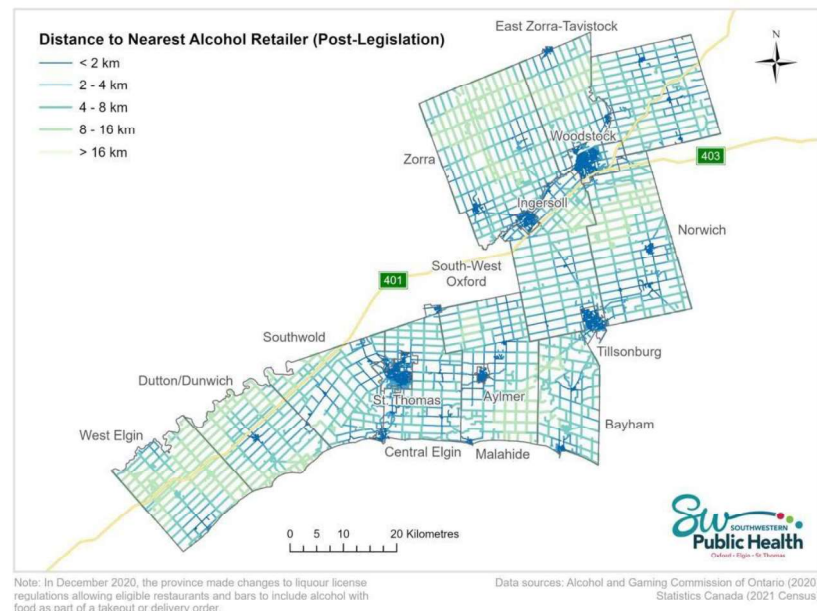 Distance to Nearest Alcohol Retailer (Post-Legislation)
< 2 km
2 - 4 km
4 - 8 km
8 - 16 km
> 16 km
East Zorra-Tavistock
N
Woodstock
403
Zorra
Ingersoll
Norwich
South-West
Oxford
401
Southwold
Tillsonburg
Dutton/Dunwich
St. Thomas
Aylmer
Bayham
West Elgin
Central Elgin
Malahide
0 5 10 20 Kilometres
SW
SOUTHWESTERN
Public Health
Oxford • Elgin • St. Thomas
Note: In December 2020, the province made changes to liquour license
regulations allowing eligible restaurants and bars to include alcohol with
food as part of a takeout or delivery order.
Data sources: Alcohol and Gaming Commission of Ontario (2020
Statistics Canada (2021 Census